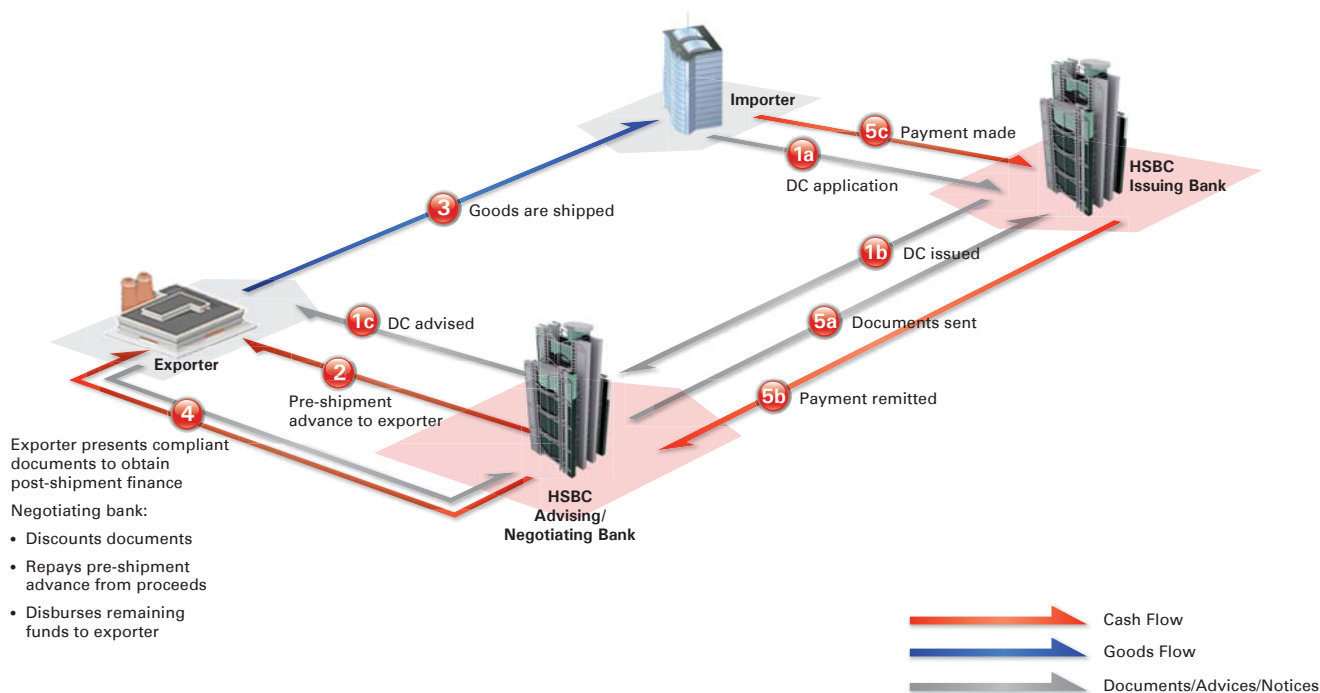 Importer
5c
Payment made
1a
DC application
HSBC
Issuing Bank
3
Goods are shipped
1b
DC issued
1c
DC advised
5a
Documents sent
Exporter
2
Pre-shipment
advance to exporter
5b
Payment remitted
4
Exporter presents compliant
documents to obtain
post-shipment finance
Negotiating bank:
• Discounts documents
• Repays pre-shipment
advance from proceeds
• Disburses remaining
funds to exporter
HSBC
Advising/
Negotiating Bank
Cash Flow
Goods Flow
Documents/Advices/Notices